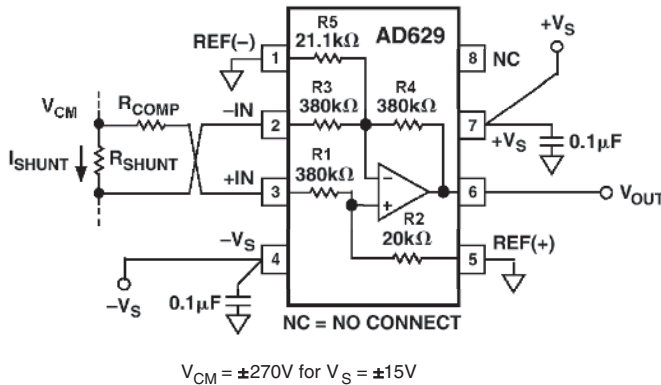 REF(–)
1
R5
21.1kΩ
AD629
8
NC
+VS
VCM
RCOMP
–IN
2
R3
380kΩ
R4
380kΩ
7
+VS
0.1µF
ISHUNT
RSHUNT
+IN
3
R1
380kΩ
–
+
6
VOUT
–VS
4
R2
20kΩ
5
REF(+)
–VS
0.1µF
NC = NO CONNECT
VCM = ±270V for VS = ±15V